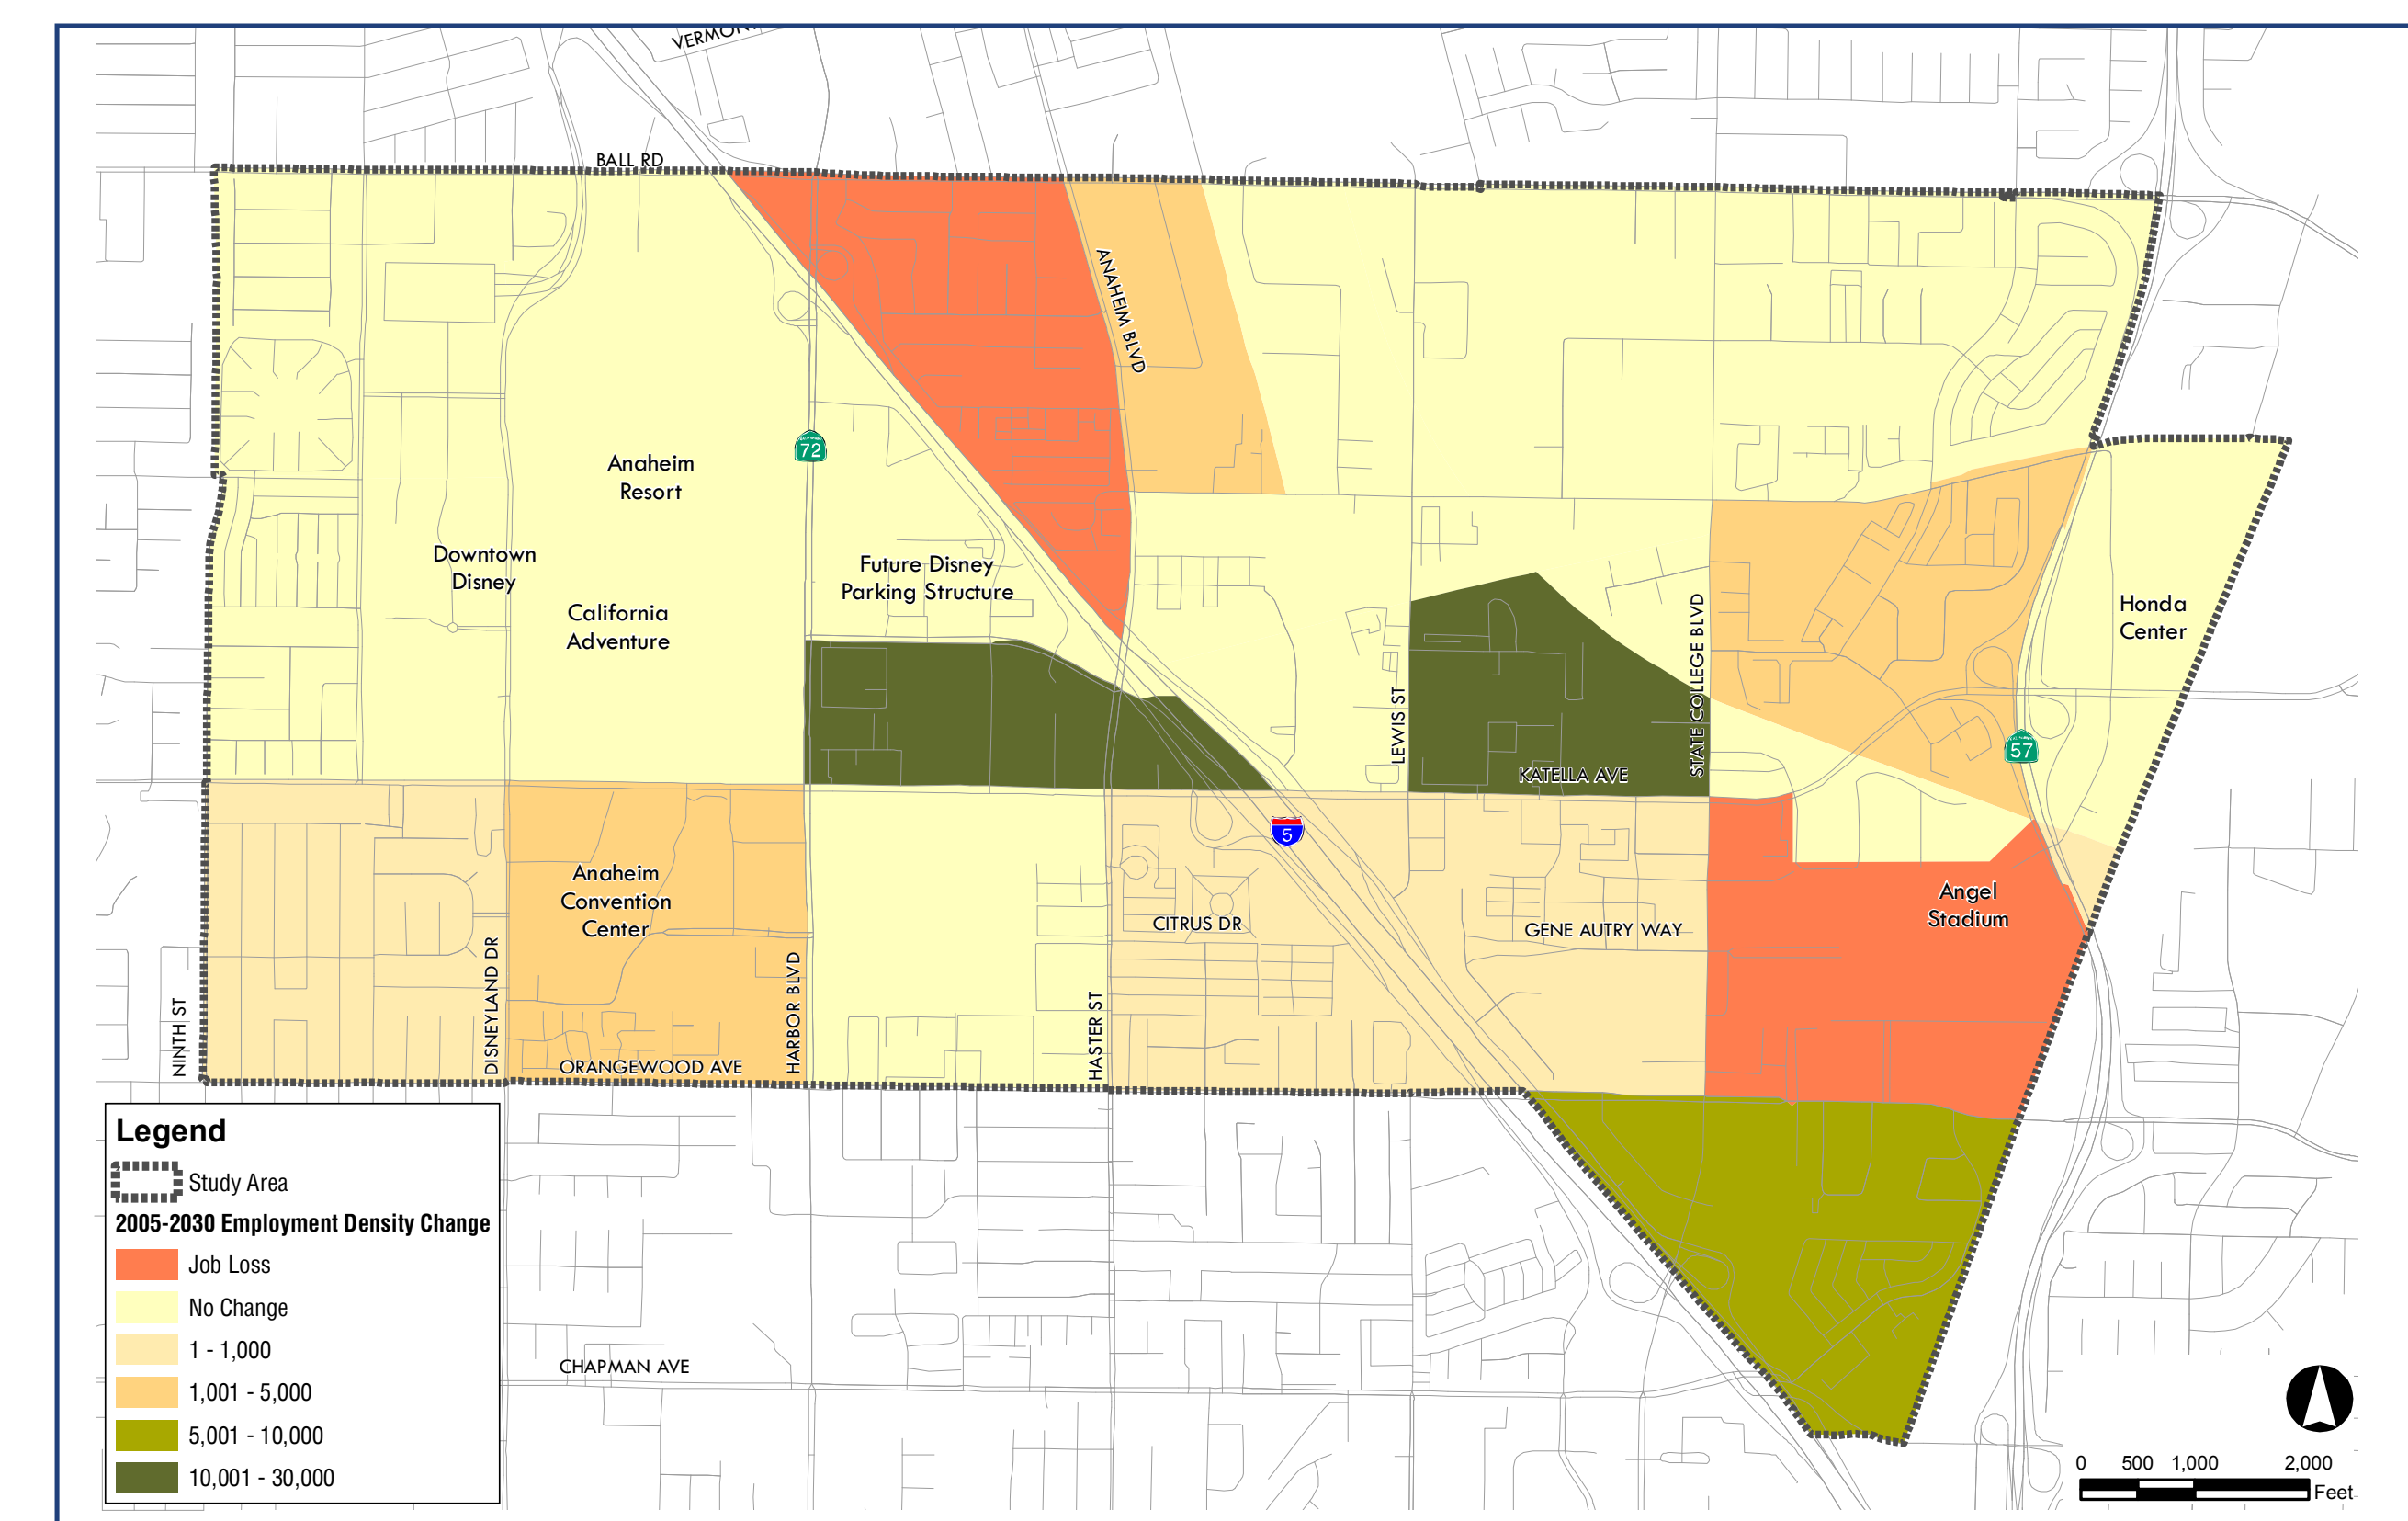 VERMONT
BALL RD
ANAHEIM BLVD
72
Anaheim
Resort
Downtown
Disney
California
Adventure
Future Disney
Parking Structure
Honda
Center
LEWIS ST
STATE COLLEGE BLVD
KATELLA AVE
57
5
Anaheim
Convention
Center
CITRUS DR
GENE AUTRY WAY
Angel
Stadium
NINTH ST
DISNEYLAND DR
HARBOR BLVD
HASTER ST
ORANGEWOOD AVE
CHAPMAN AVE
Legend
Study Area
2005-2030 Employment Density Change
Job Loss
No Change
1 - 1,000
1,001 - 5,000
5,001 - 10,000
10,001 - 30,000
0 500 1,000 2,000
Feet